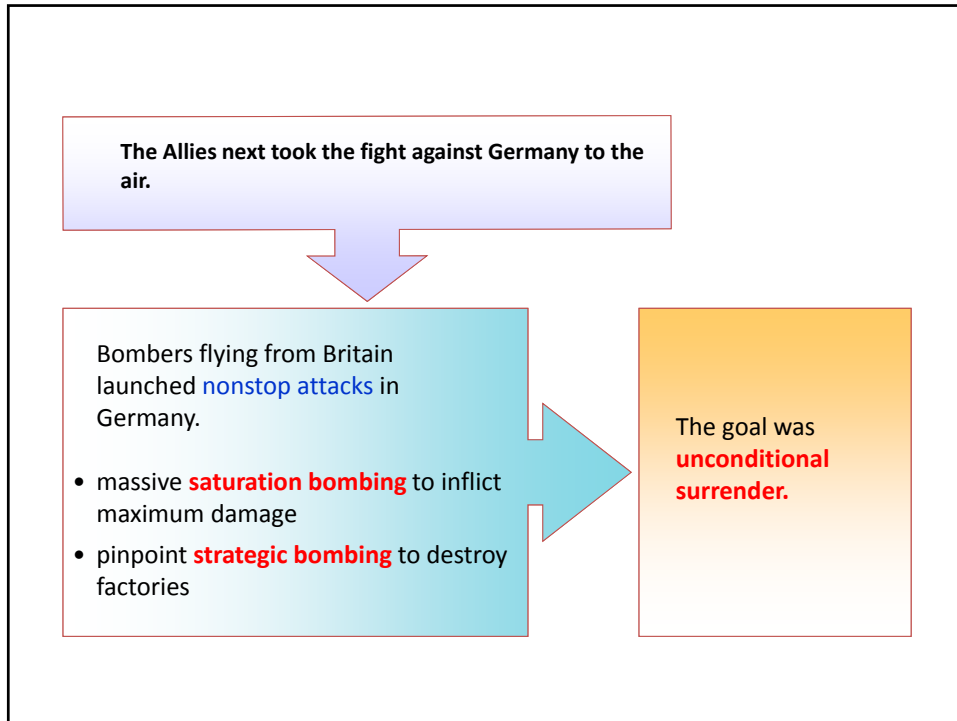 The Allies next took the fight against Germany to the
air.
Bombers flying from Britain
launched nonstop attacks in
Germany.
• massive saturation bombing to inflict
maximum damage
• pinpoint strategic bombing to destroy
factories
The goal was
unconditional
surrender.